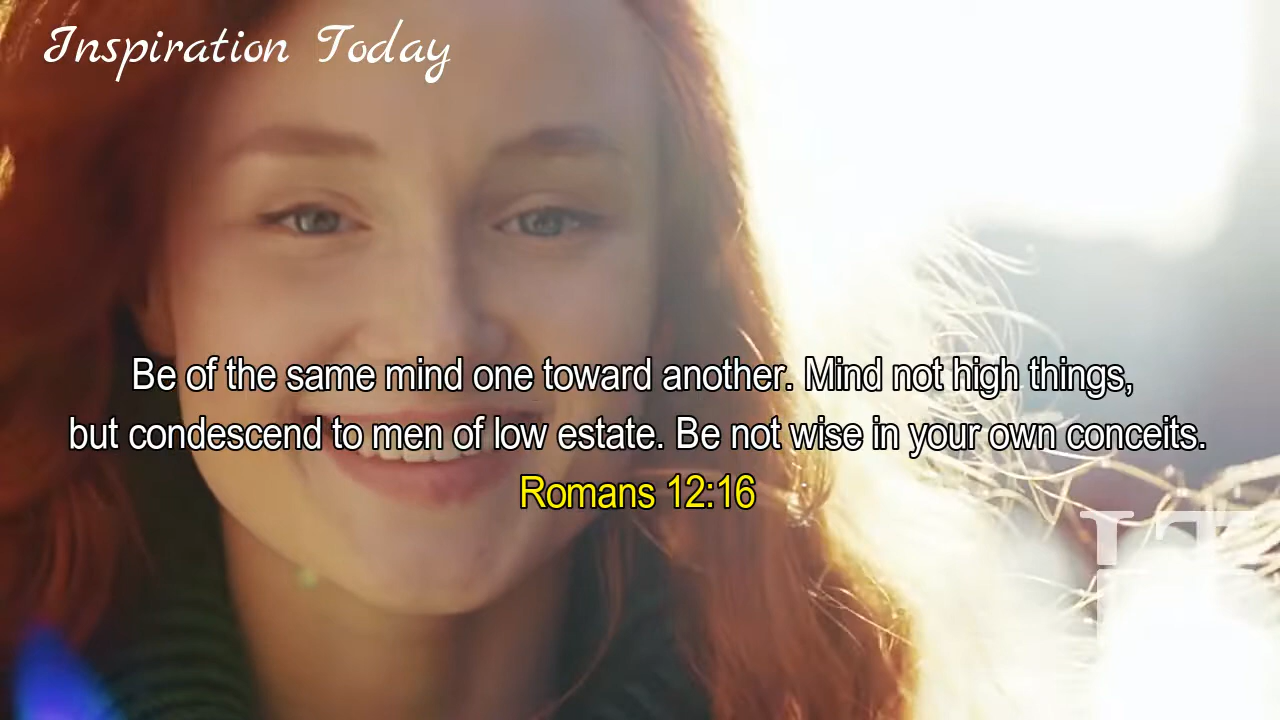 Inspiration Today
Be of the same mind one toward another. Mind not high things,
but condescend to men of low estate. Be not wise in your own conceits.
Romans 12:16
IT